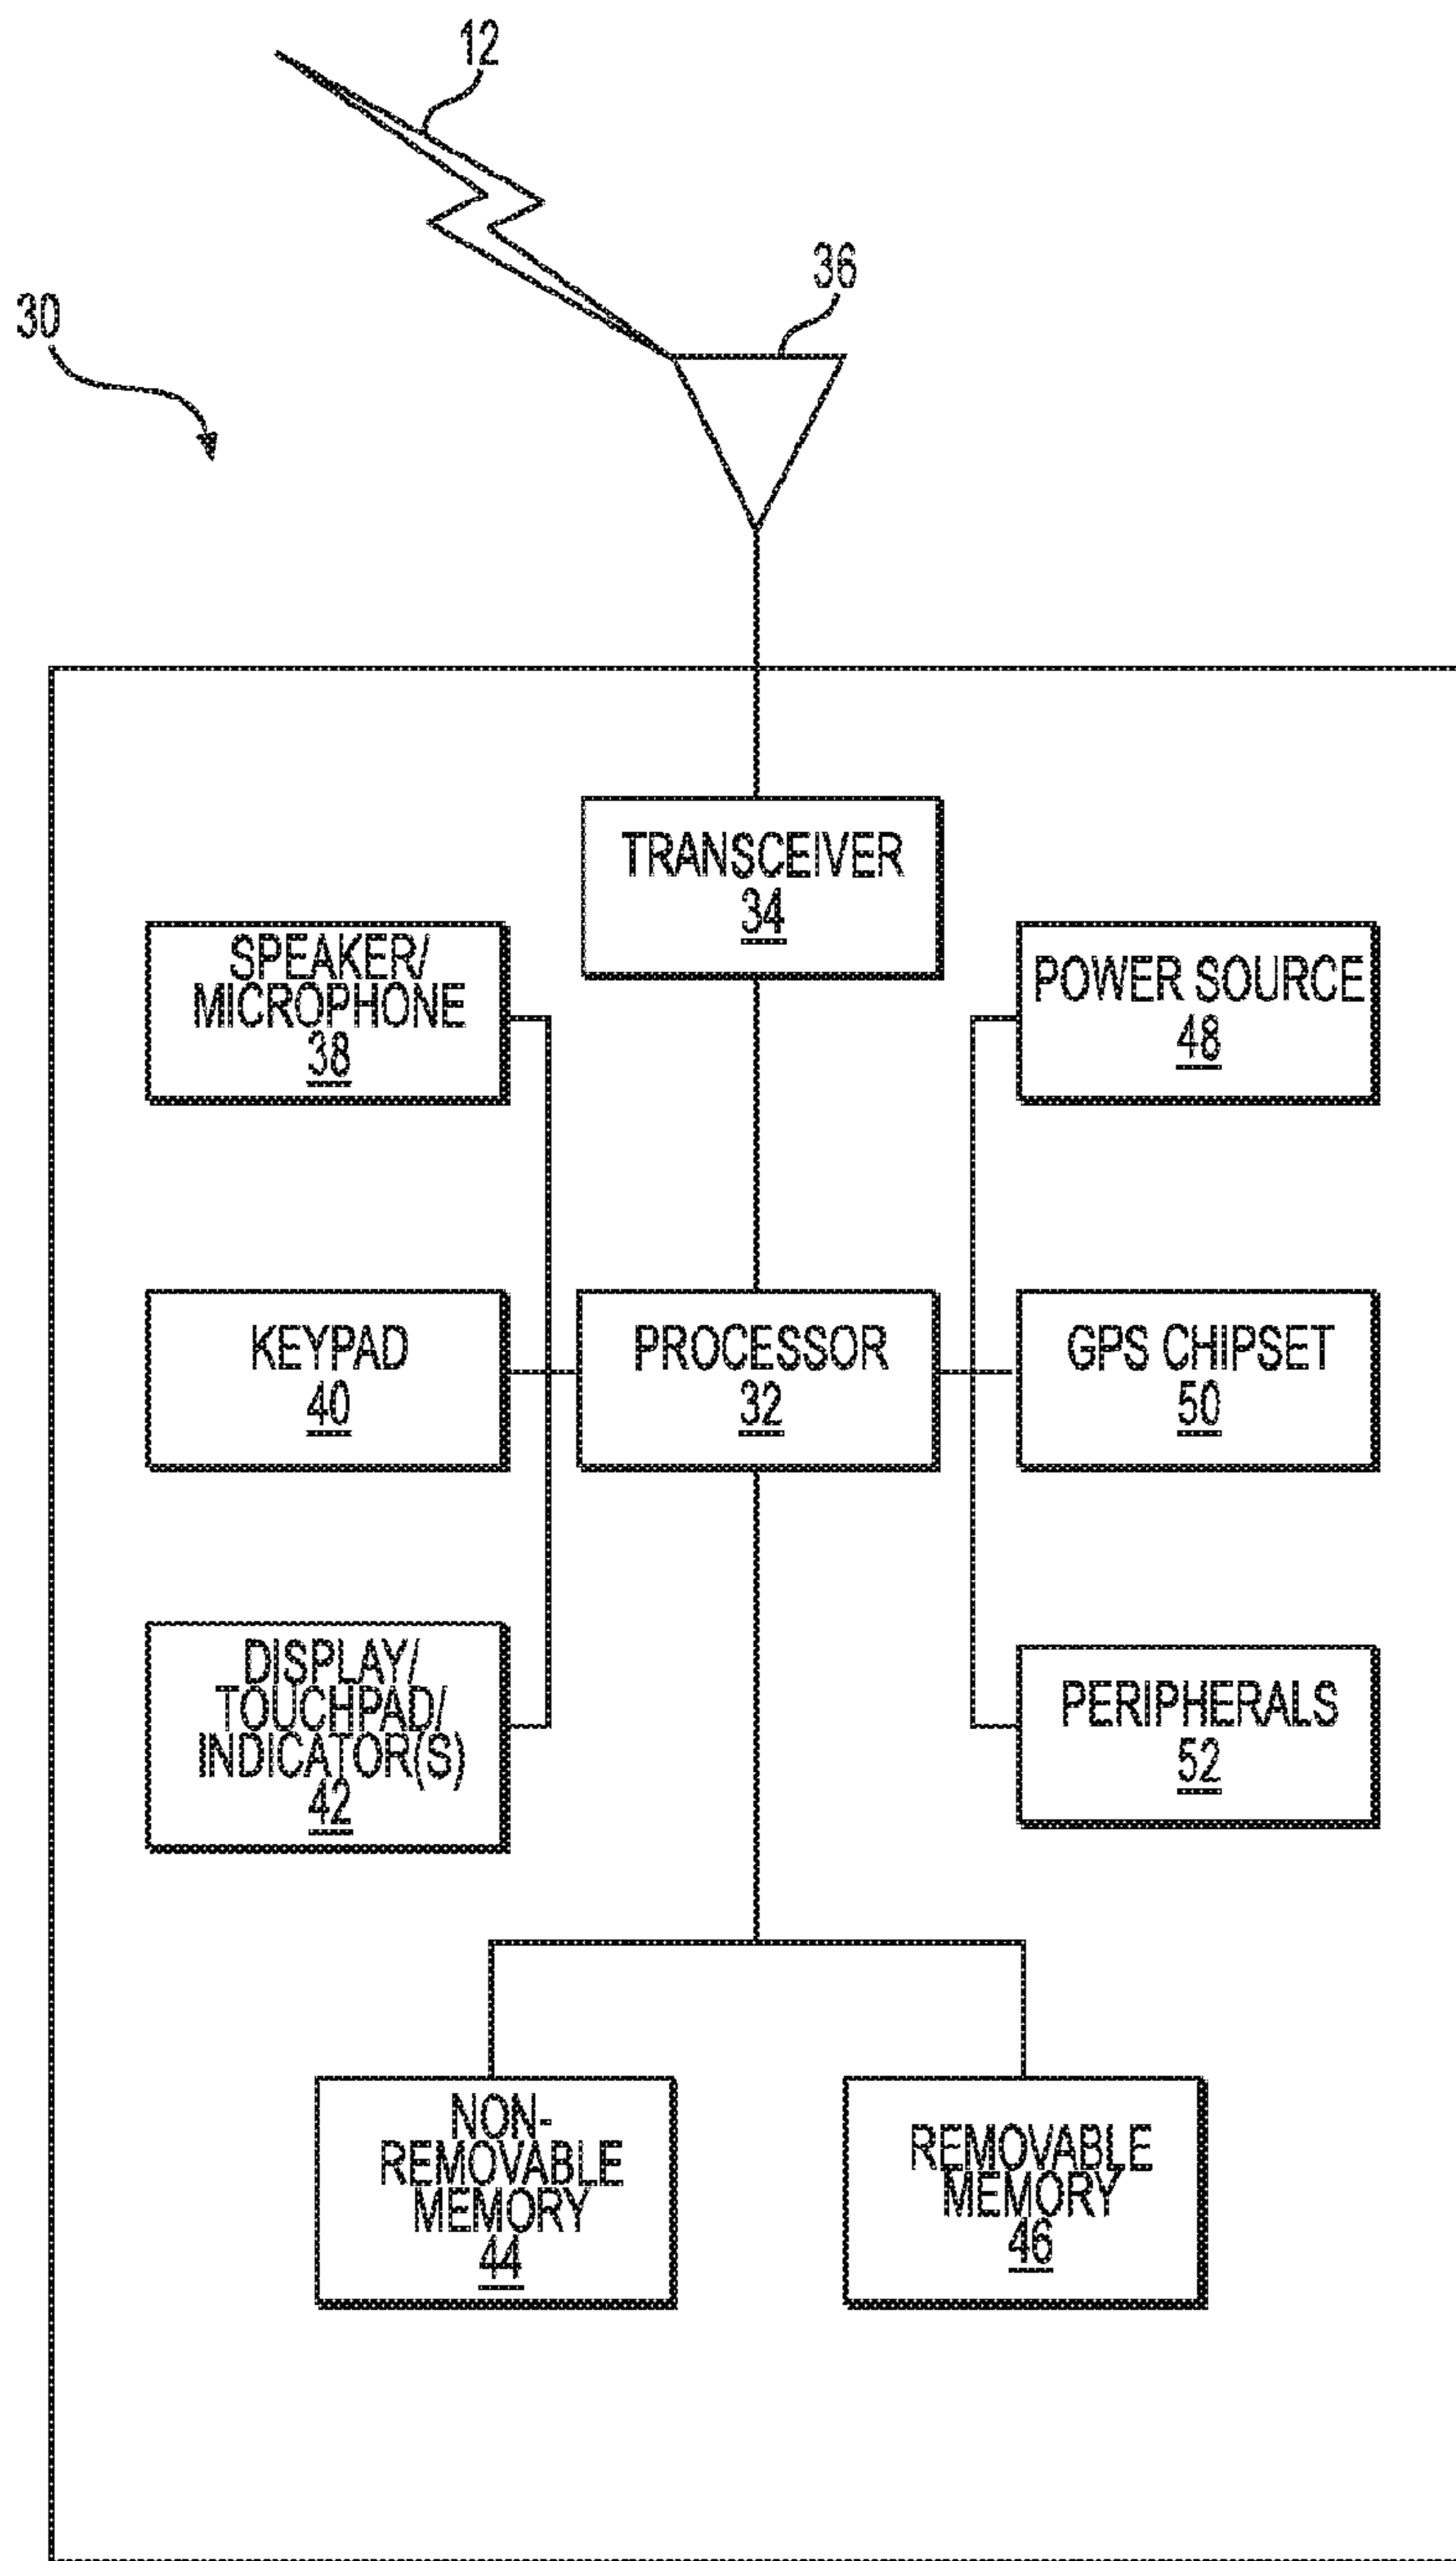 12
36
30
TRANSCEIVER
34
SPEAKER/
MICROPHONE
38
POWER SOURCE
48
KEYPAD
40
PROCESSOR
32
GPS CHIPSET
50
DISPLAY/
TOUCHPAD/
INDICATOR(S)
42
PERIPHERALS
52
NON-
REMOVABLE
MEMORY
44
REMOVABLE
MEMORY
46